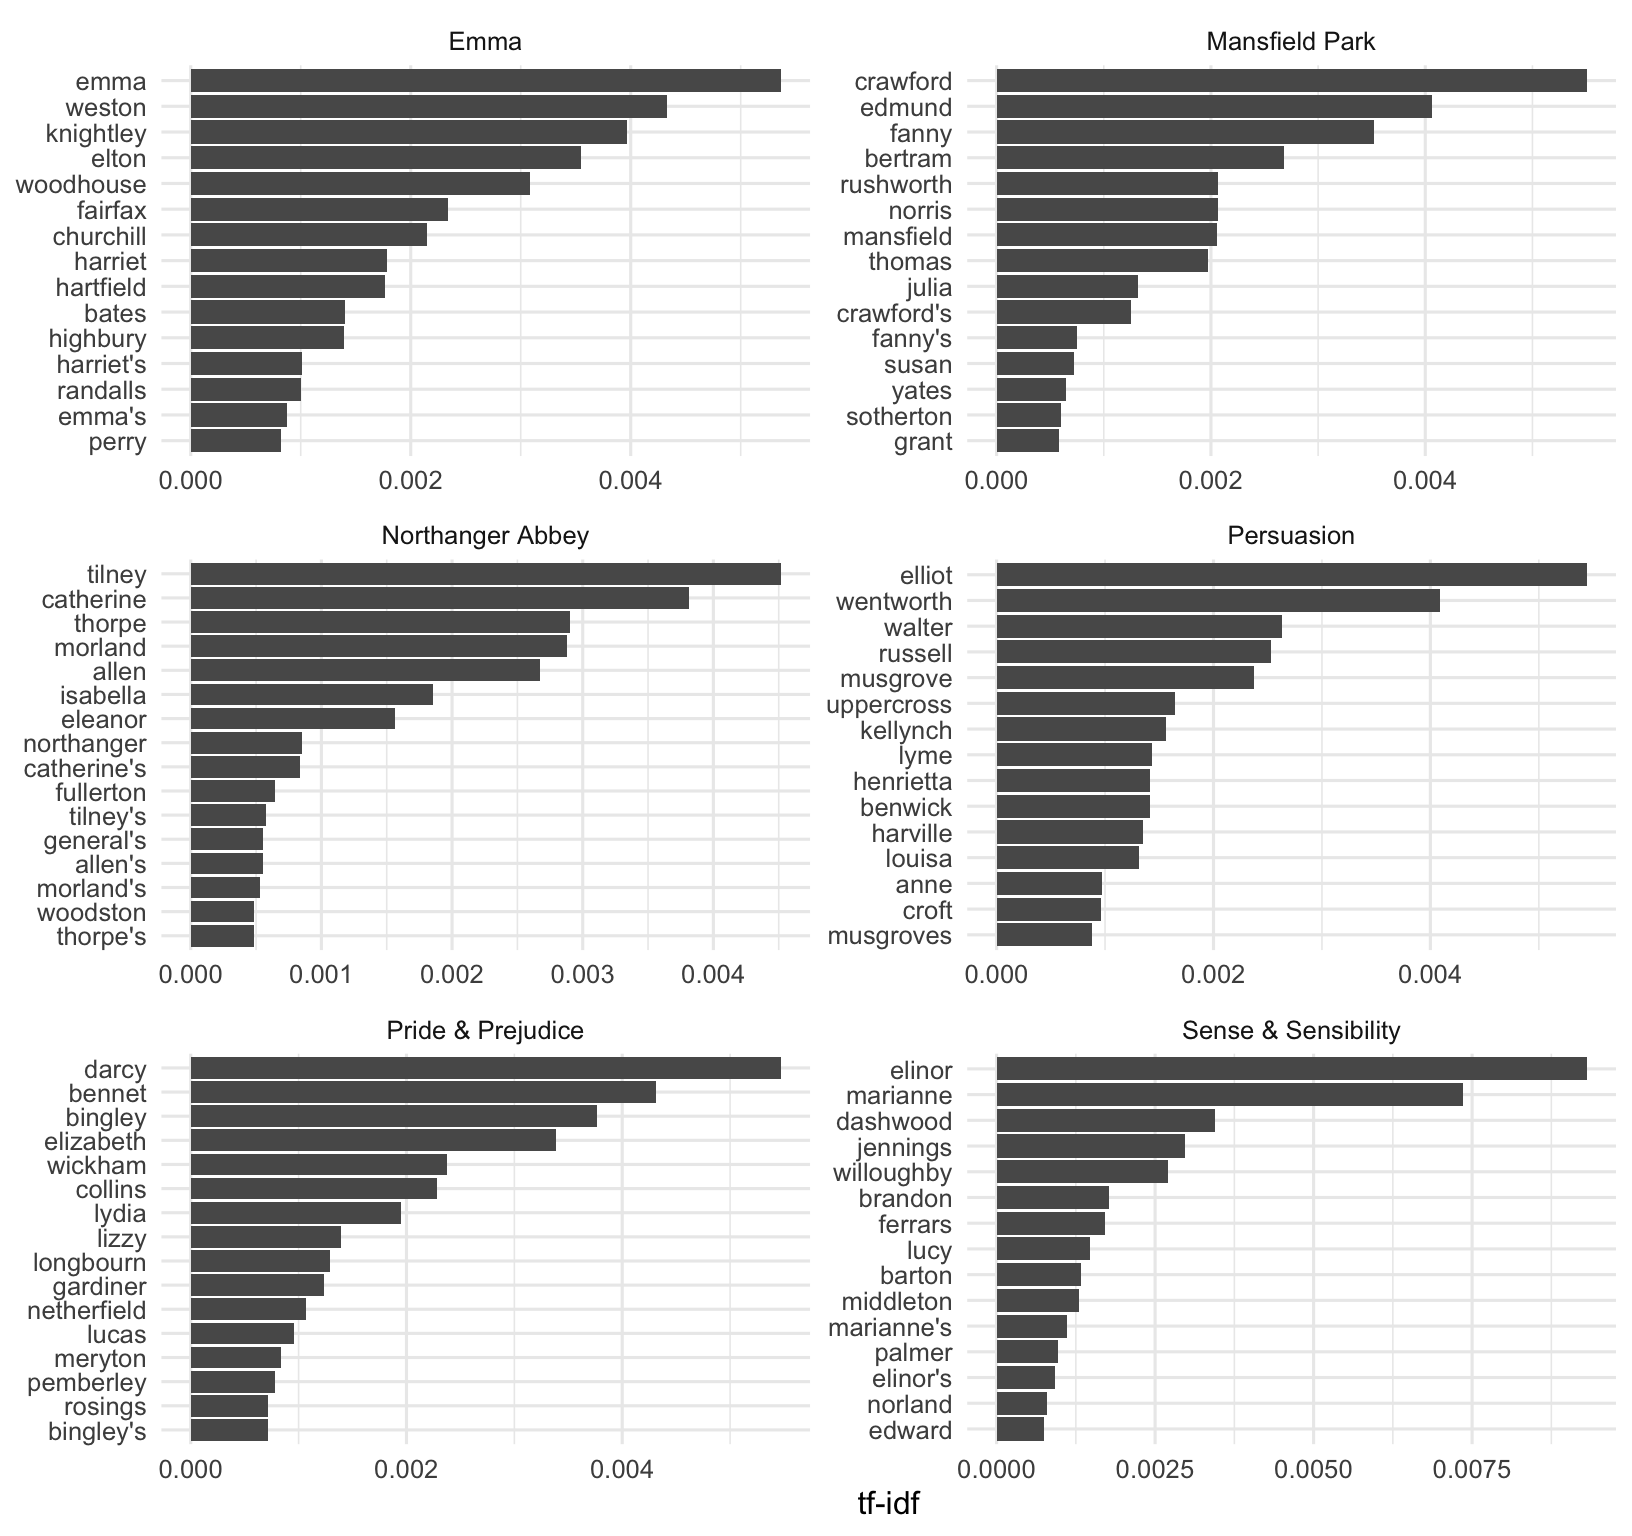 Emma
emma
weston
knightley
elton
woodhouse
fairfax
churchill
harriet
hartfield
bates
highbury
harriet's
randalls
emma's
perry
0.000 0.002 0.004
Mansfield Park
crawford
edmund
fanny
bertram
rushworth
norris
mansfield
thomas
julia
crawford's
fanny's
susan
yates
sotherton
grant
0.000 0.002 0.004
Northanger Abbey
tilney
catherine
thorpe
morland
allen
isabella
eleanor
northanger
catherine's
fullerton
tilney's
general's
allen's
morland's
woodston
thorpe's
0.000 0.001 0.002 0.003 0.004
Persuasion
elliot
wentworth
walter
russell
musgrove
uppercross
kellynch
lyme
henrietta
benwick
harville
louisa
anne
croft
musgroves
0.000 0.002 0.004
Pride & Prejudice
darcy
bennet
bingley
elizabeth
wickham
collins
lydia
lizzy
longbourn
gardiner
netherfield
lucas
meryton
pemberley
rosings
bingley's
0.000 0.002 0.004
Sense & Sensibility
elinor
marianne
dashwood
jennings
willoughby
brandon
ferrars
lucy
barton
middleton
marianne's
palmer
elinor's
norland
edward
0.0000 0.0025 0.0050 0.0075
tf-idf